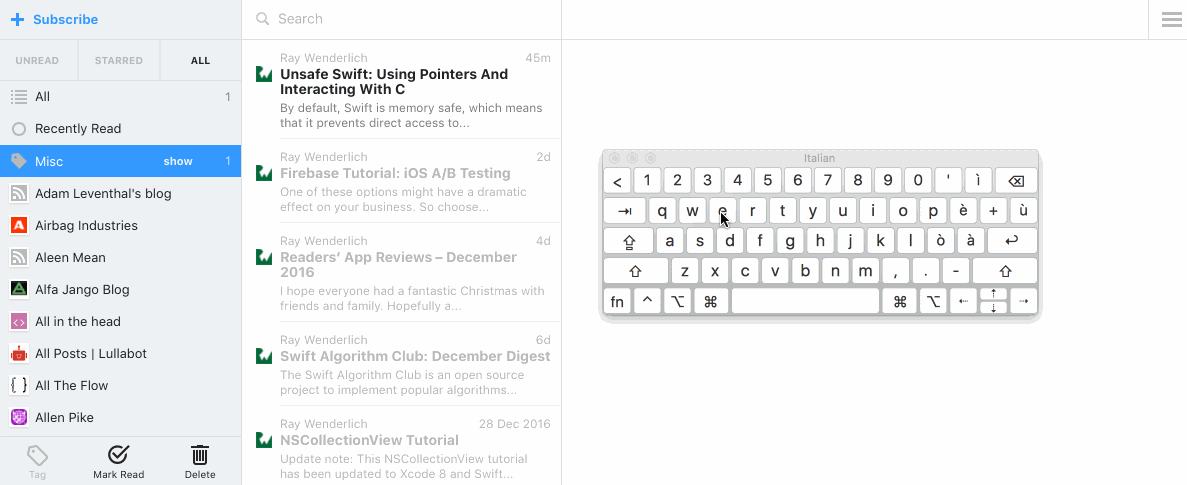 + Subscribe
UNREAD STARRED ALL
All 1
Recently Read
Misc show 1
Adam Leventhal's blog
Airbag Industries
Aleen Mean
Alfa Jango Blog
All in the head
All Posts | Lullabot
All The Flow
Allen Pike
Tag Mark Read Delete
Search
Ray Wenderlich 45m
Unsafe Swift: Using Pointers And
Interacting With C
By default, Swift is memory safe, which means
that it prevents direct access to...
Ray Wenderlich 2d
Firebase Tutorial: iOS A/B Testing
One of these options might have a dramatic
effect on your business. So choose...
Ray Wenderlich 4d
Readers’ App Reviews – December
2016
I hope everyone had a fantastic Christmas with
friends and family. Hopefully a...
Ray Wenderlich 6d
Swift Algorithm Club: December Digest
The Swift Algorithm Club is an open source
project to implement popular algorithms...
Ray Wenderlich 28 Dec 2016
NSCollectionView Tutorial
Update note: This NSCollectionView tutorial
has been updated to Xcode 8 and Swift...
Italian
< 1 2 3 4 5 6 7 8 9 0 ' ì ⌫
⇥ q w e r t y u i o p è + ù
⇪ a s d f g h j k l ò à ↩
⇧ z x c v b n m , . - ⇧
fn ^ ⌥ ⌘ ⌘ ⌥ ← ↑ ↓ →